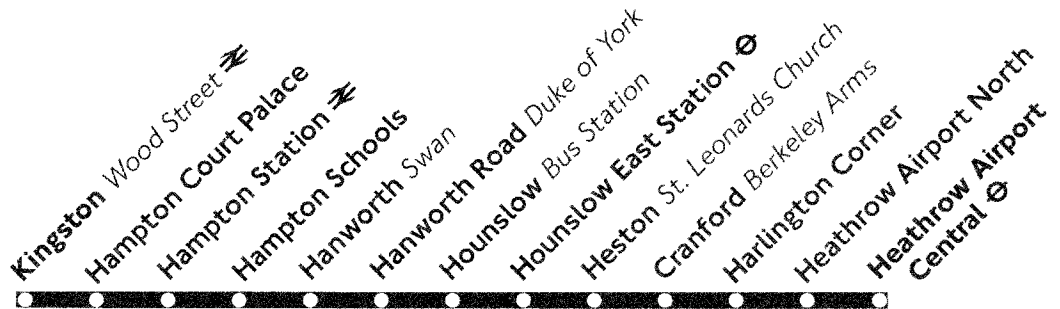 Kingston Wood Street
Hampton Court Palace
Hampton Station
Hampton Schools
Hanworth Swan
Hanworth Road Duke of York
Hounslow Bus Station
Hounslow East Station
Heston St. Leonards Church
Cranford Berkeley Arms
Harlington Corner
Heathrow Airport North
Heathrow Airport
Central